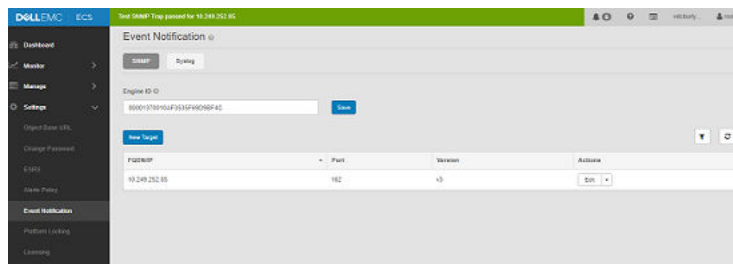 DELLEMC ECS
Test SNMP Trap passed for 10.249.252.85.
Dashboard
Monitor
Manage
Settings
Object Base URL
Change Password
ESRS
Alerts Policy
Event Notification
Platform Locking
Licensing
Event Notification
SNMP Syslog
Engine ID
Save
New Target
FQDN/IP Port Version Actions
10.249.252.85 162 v3 Edit